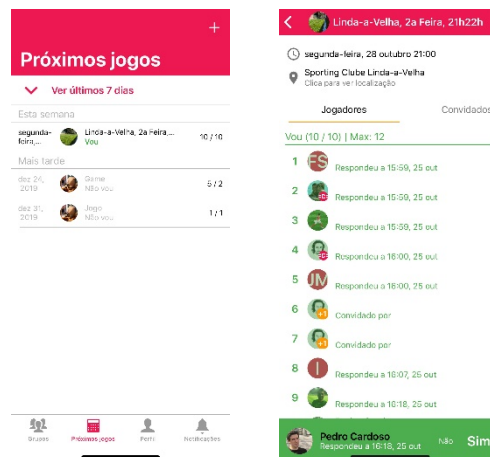 Próximos jogos
Ver últimos 7 dias
Esta semana
segunda-feira,... Linda-a-Velha, 2a Feira,... 10 / 10
Vou
Mais tarde
dez 24, 2019 Game 5 / 2
Não vou
dez 31, 2019 Jogo 1 / 1
Não vou
Grupos Próximos jogos Perfil Notificações
Linda-a-Velha, 2a Feira, 21h22h
segunda-feira, 28 outubro 21:00
Sporting Clube Linda-a-Velha
Clica para ver localização
Jogadores Convidados
Vou (10 / 10) | Max: 12
1 FS Respondeu a 15:59, 25 out
2 Respondeu a 15:59, 25 out
3 Respondeu a 15:59, 25 out
4 Respondeu a 16:00, 25 out
5 JM Respondeu a 16:00, 25 out
6 +1 Convidado por
7 +1 Convidado por
8 I Respondeu a 16:07, 25 out
9 Respondeu a 16:18, 25 out
Pedro Cardoso
Respondeu a 16:18, 25 out Não Sim